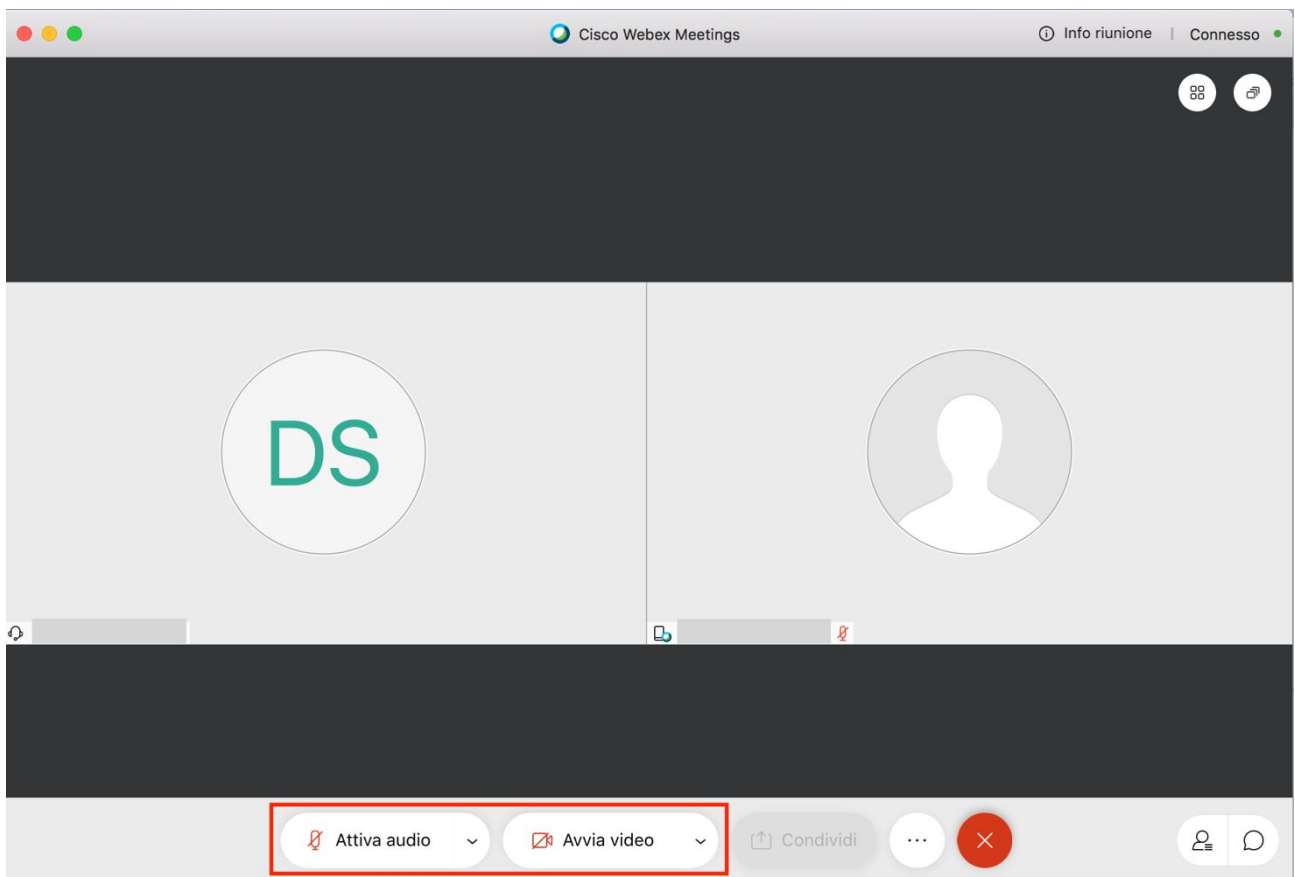 Cisco Webex Meetings
Info riunione | Connesso
DS
Attiva audio
Avvia video
Condividi